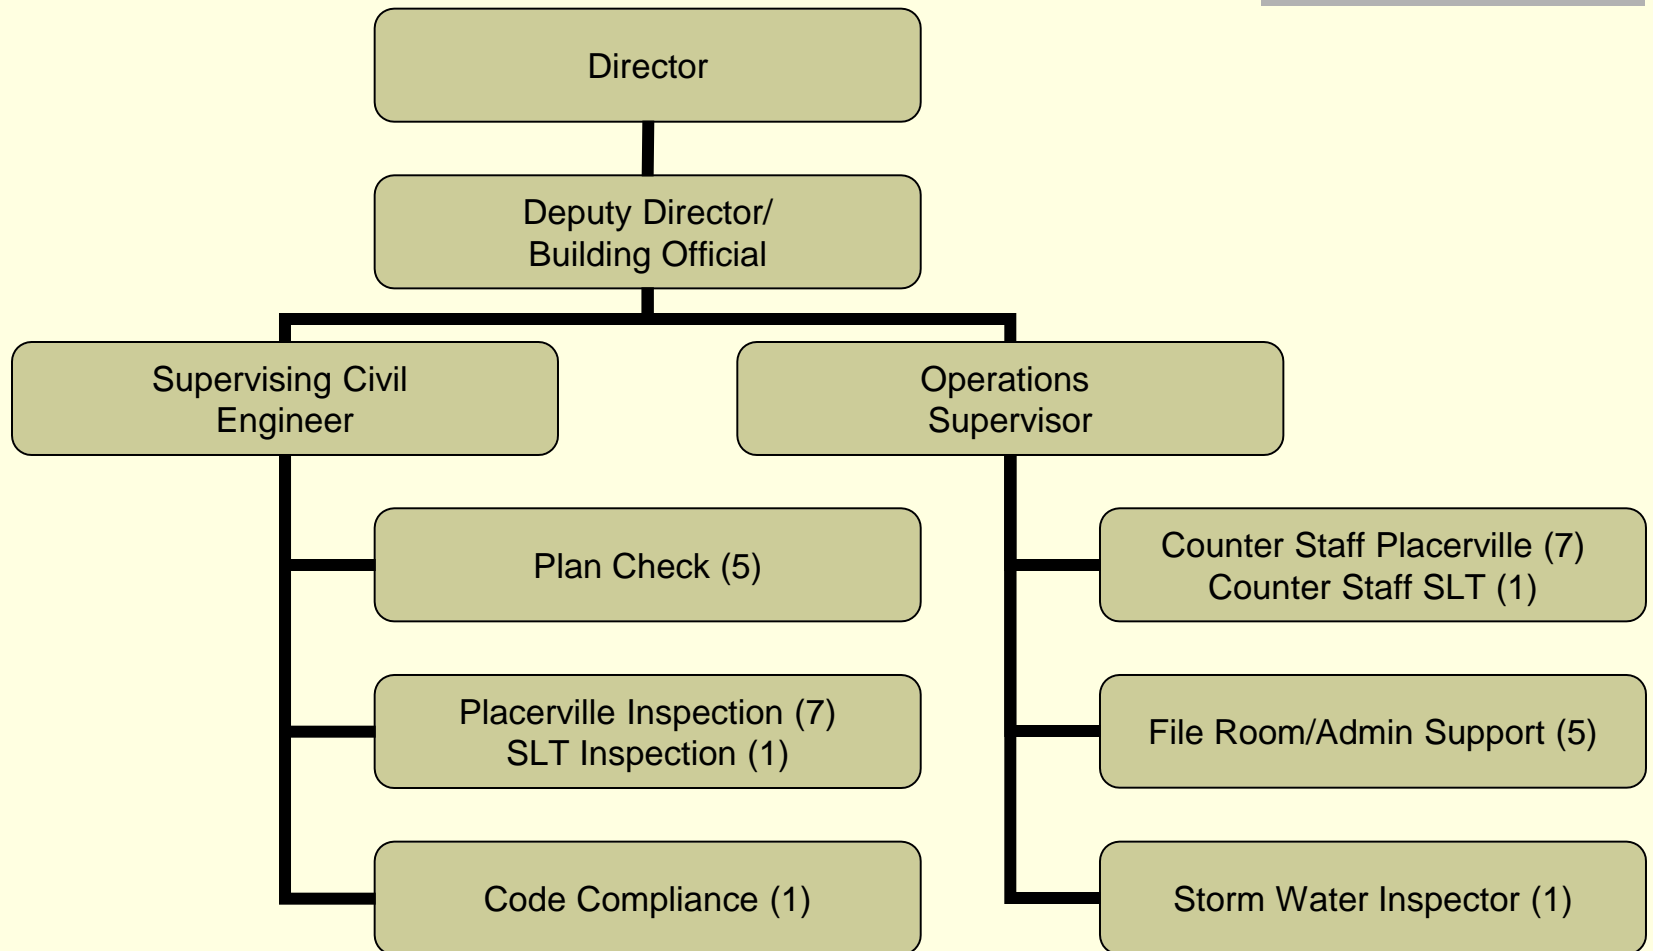 Director
Deputy Director/
Building Official
Supervising Civil
Engineer
Operations
Supervisor
Plan Check (5)
Placerville Inspection (7)
SLT Inspection (1)
Code Compliance (1)
Counter Staff Placerville (7)
Counter Staff SLT (1)
File Room/Admin Support (5)
Storm Water Inspector (1)